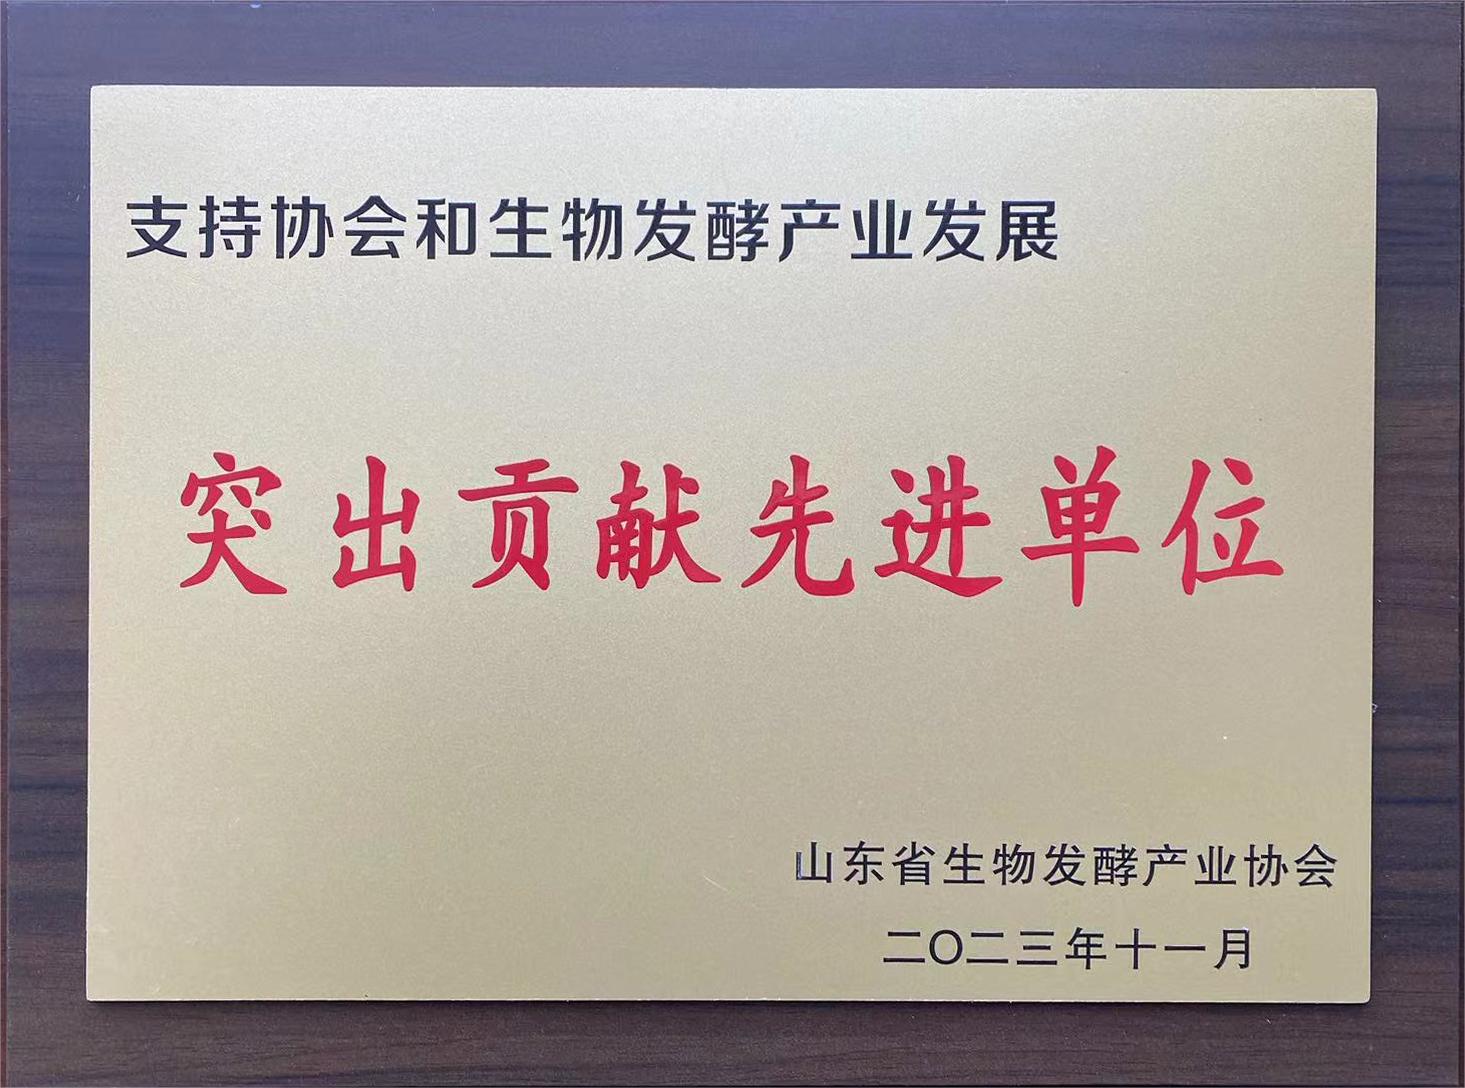 支持协会和生物发酵产业发展
突出贡献先进单位
山东省生物发酵产业协会
二〇二三年十一月